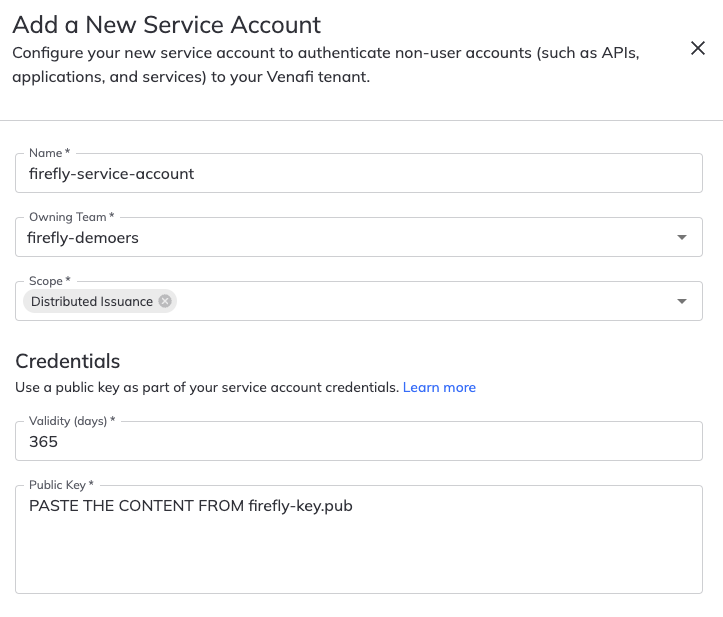 Add a New Service Account
Configure your new service account to authenticate non-user accounts (such as APIs,
applications, and services) to your Venafi tenant.
Name *
firefly-service-account
Owning Team *
firefly-demoers
Scope *
Distributed Issuance
Credentials
Use a public key as part of your service account credentials. Learn more
Validity (days) *
365
Public Key *
PASTE THE CONTENT FROM firefly-key.pub